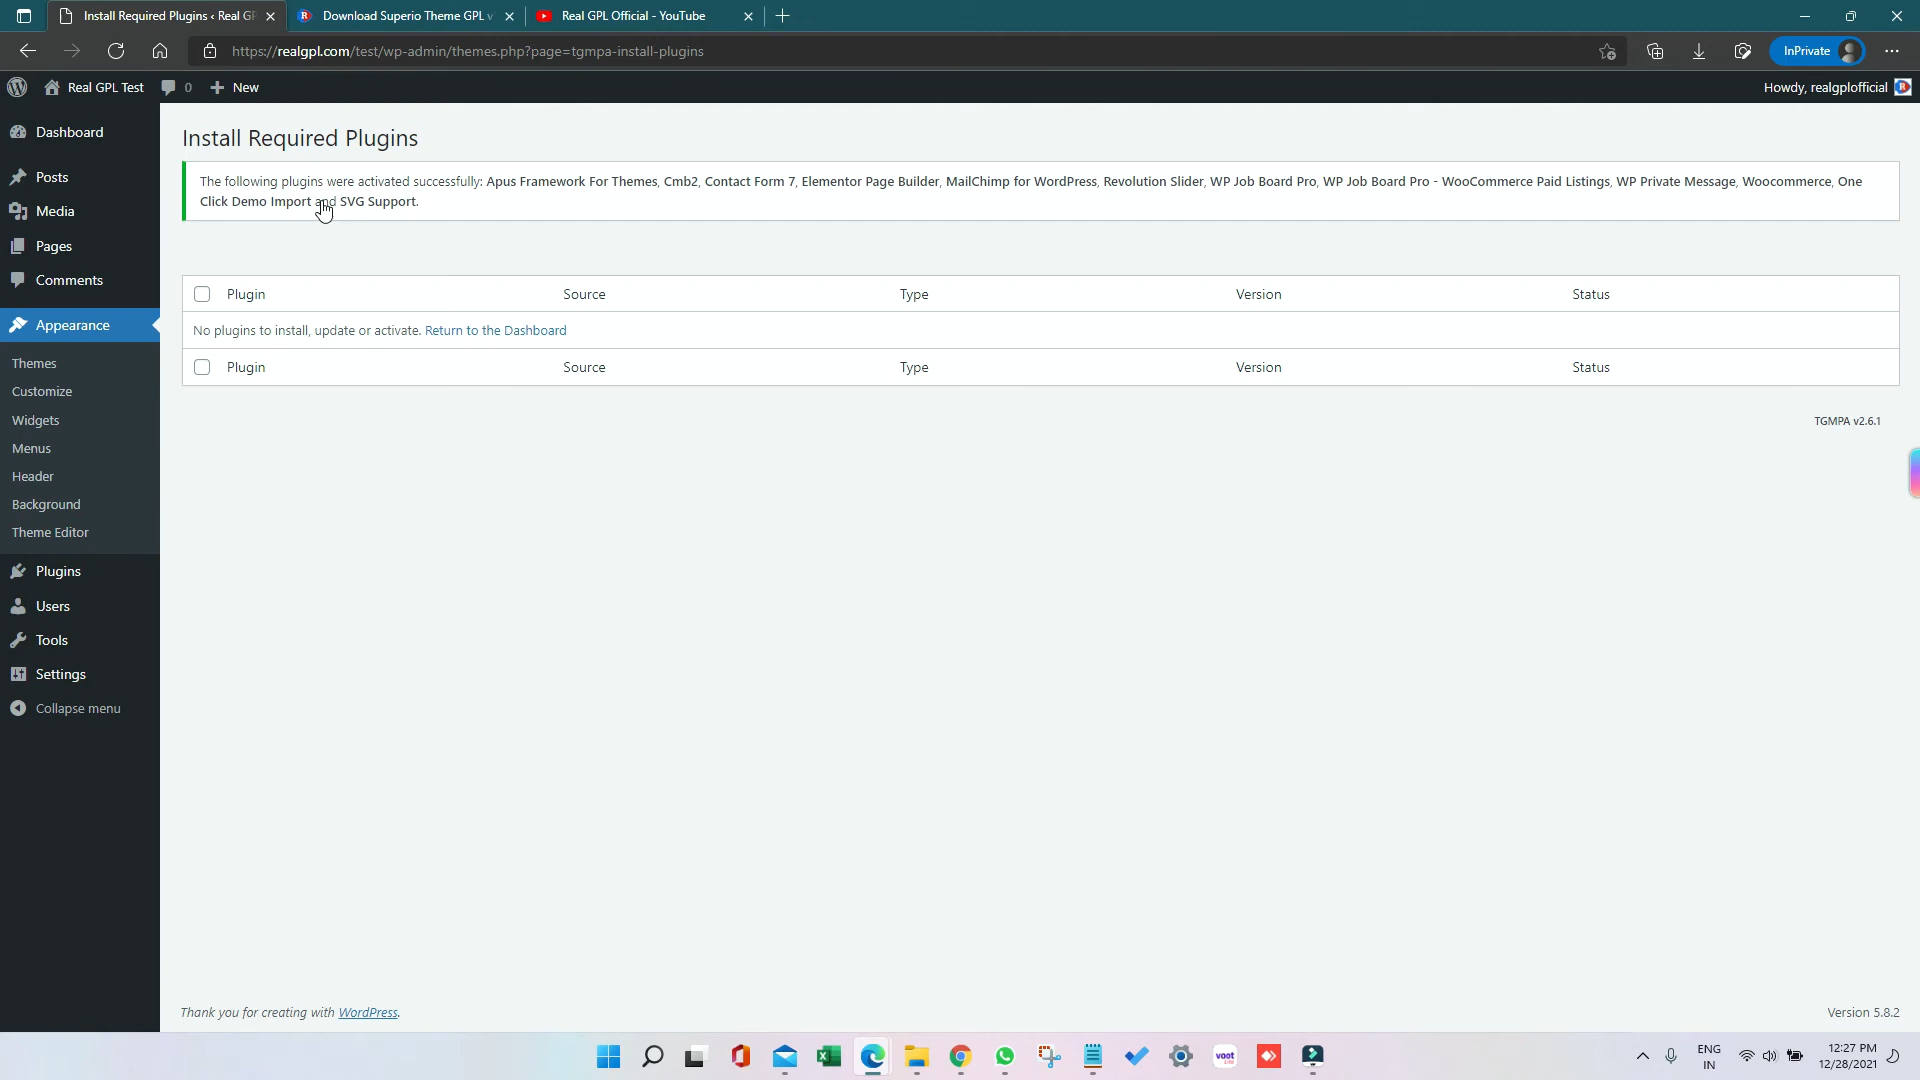 Install Required Plugins ‹ Real GP
Download Superio Theme GPL v
Real GPL Official - YouTube
https://realgpl.com/test/wp-admin/themes.php?page=tgmpa-install-plugins
InPrivate
Real GPL Test
0
New
Howdy, realgplofficial
Dashboard
Posts
Media
Pages
Comments
Appearance
Themes
Customize
Widgets
Menus
Header
Background
Theme Editor
Plugins
Users
Tools
Settings
Collapse menu
Install Required Plugins
The following plugins were activated successfully: Apus Framework For Themes, Cmb2, Contact Form 7, Elementor Page Builder, MailChimp for WordPress, Revolution Slider, WP Job Board Pro, WP Job Board Pro - WooCommerce Paid Listings, WP Private Message, Woocommerce, One
Click Demo Import and SVG Support.
Plugin Source Type Version Status
No plugins to install, update or activate. Return to the Dashboard
Plugin Source Type Version Status
TGMPA v2.6.1
Thank you for creating with WordPress.
Version 5.8.2
voot
ENG
IN
12:27 PM
12/28/2021